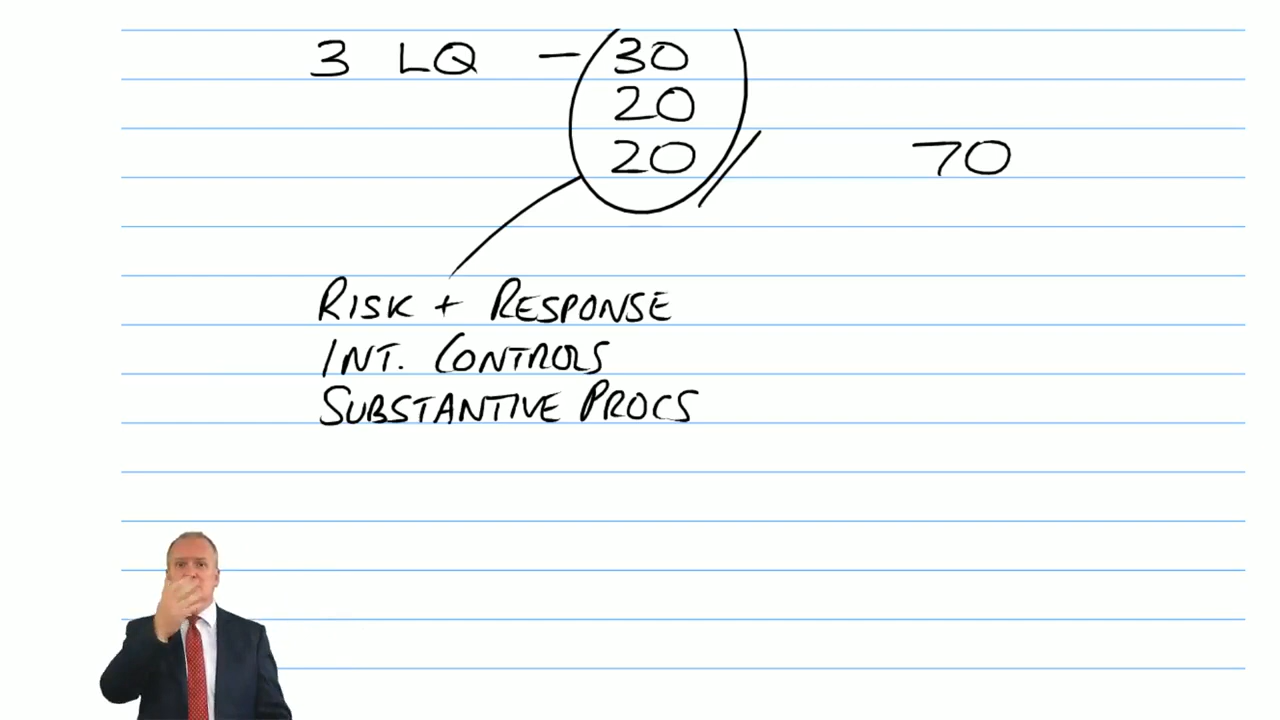 3 LQ - 30
20
20 70
RISK + RESPONSE
INT. CONTROLS
SUBSTANTIVE PROCS